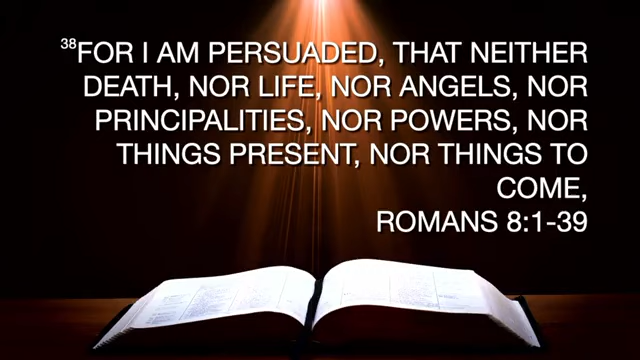 ³⁸FOR I AM PERSUADED, THAT NEITHER
DEATH, NOR LIFE, NOR ANGELS, NOR
PRINCIPALITIES, NOR POWERS, NOR
THINGS PRESENT, NOR THINGS TO
COME,
ROMANS 8:1-39